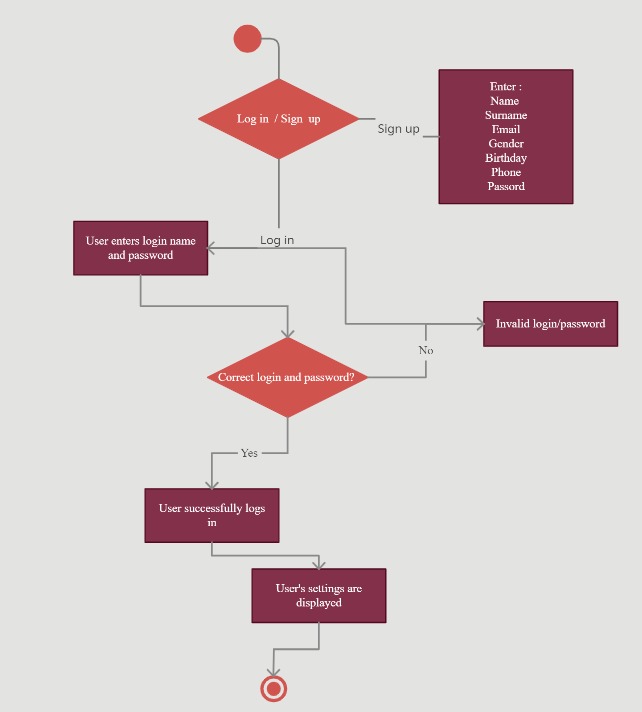 Log in / Sign up
Sign up
Enter :
Name
Surname
Email
Gender
Birthday
Phone
Passord
Log in
User enters login name
and password
Invalid login/password
No
Correct login and password?
Yes
User successfully logs
in
User's settings are
displayed